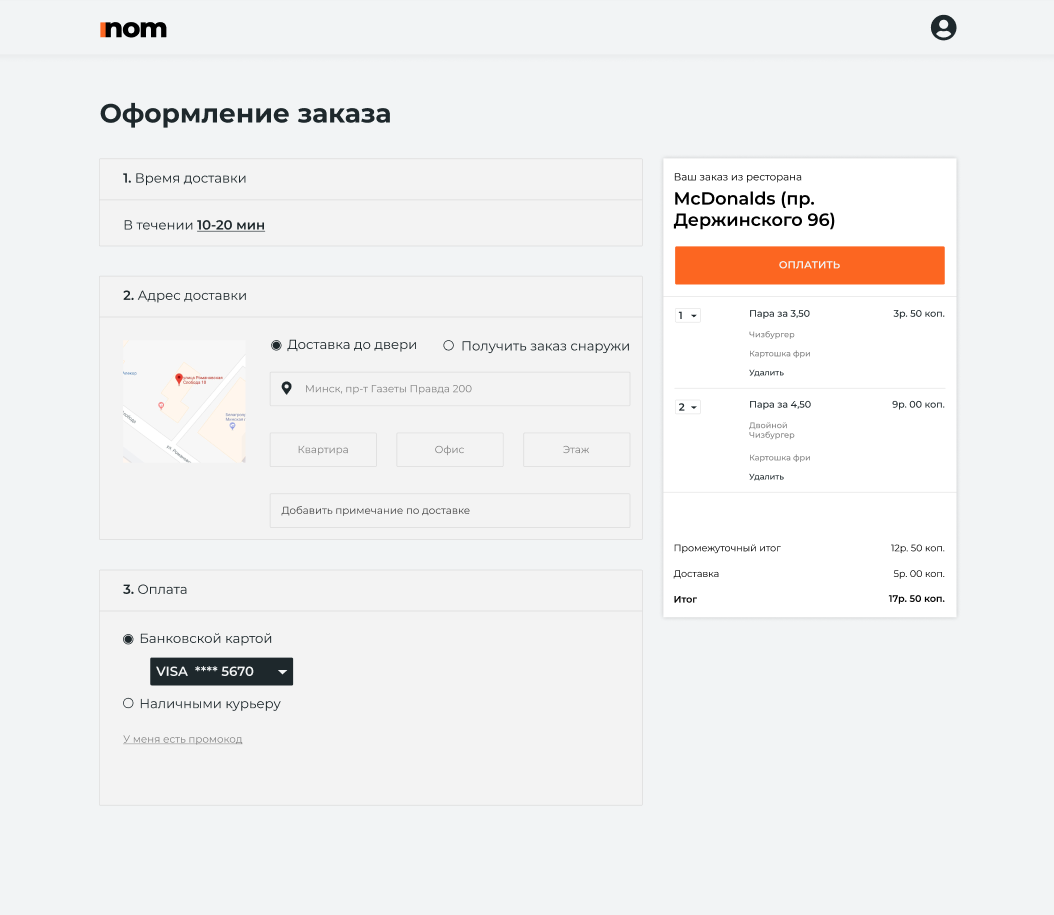 nom
Оформление заказа
1. Время доставки
В течении 10-20 мин
2. Адрес доставки
Доставка до двери
Получить заказ снаружи
Минск, пр-т Газеты Правда 200
Квартира
Офис
Этаж
Добавить примечание по доставке
3. Оплата
Банковской картой
VISA **** 5670
Наличными курьеру
У меня есть промокод
Ваш заказ из ресторана
McDonalds (пр.
Держинского 96)
ОПЛАТИТЬ
1
Пара за 3,50
3р. 50 коп.
Чизбургер
Картошка фри
Удалить
2
Пара за 4,50
9р. 00 коп.
Двойной
Чизбургер
Картошка фри
Удалить
Промежуточный итог
12р. 50 коп.
Доставка
5р. 00 коп.
Итог
17р. 50 коп.